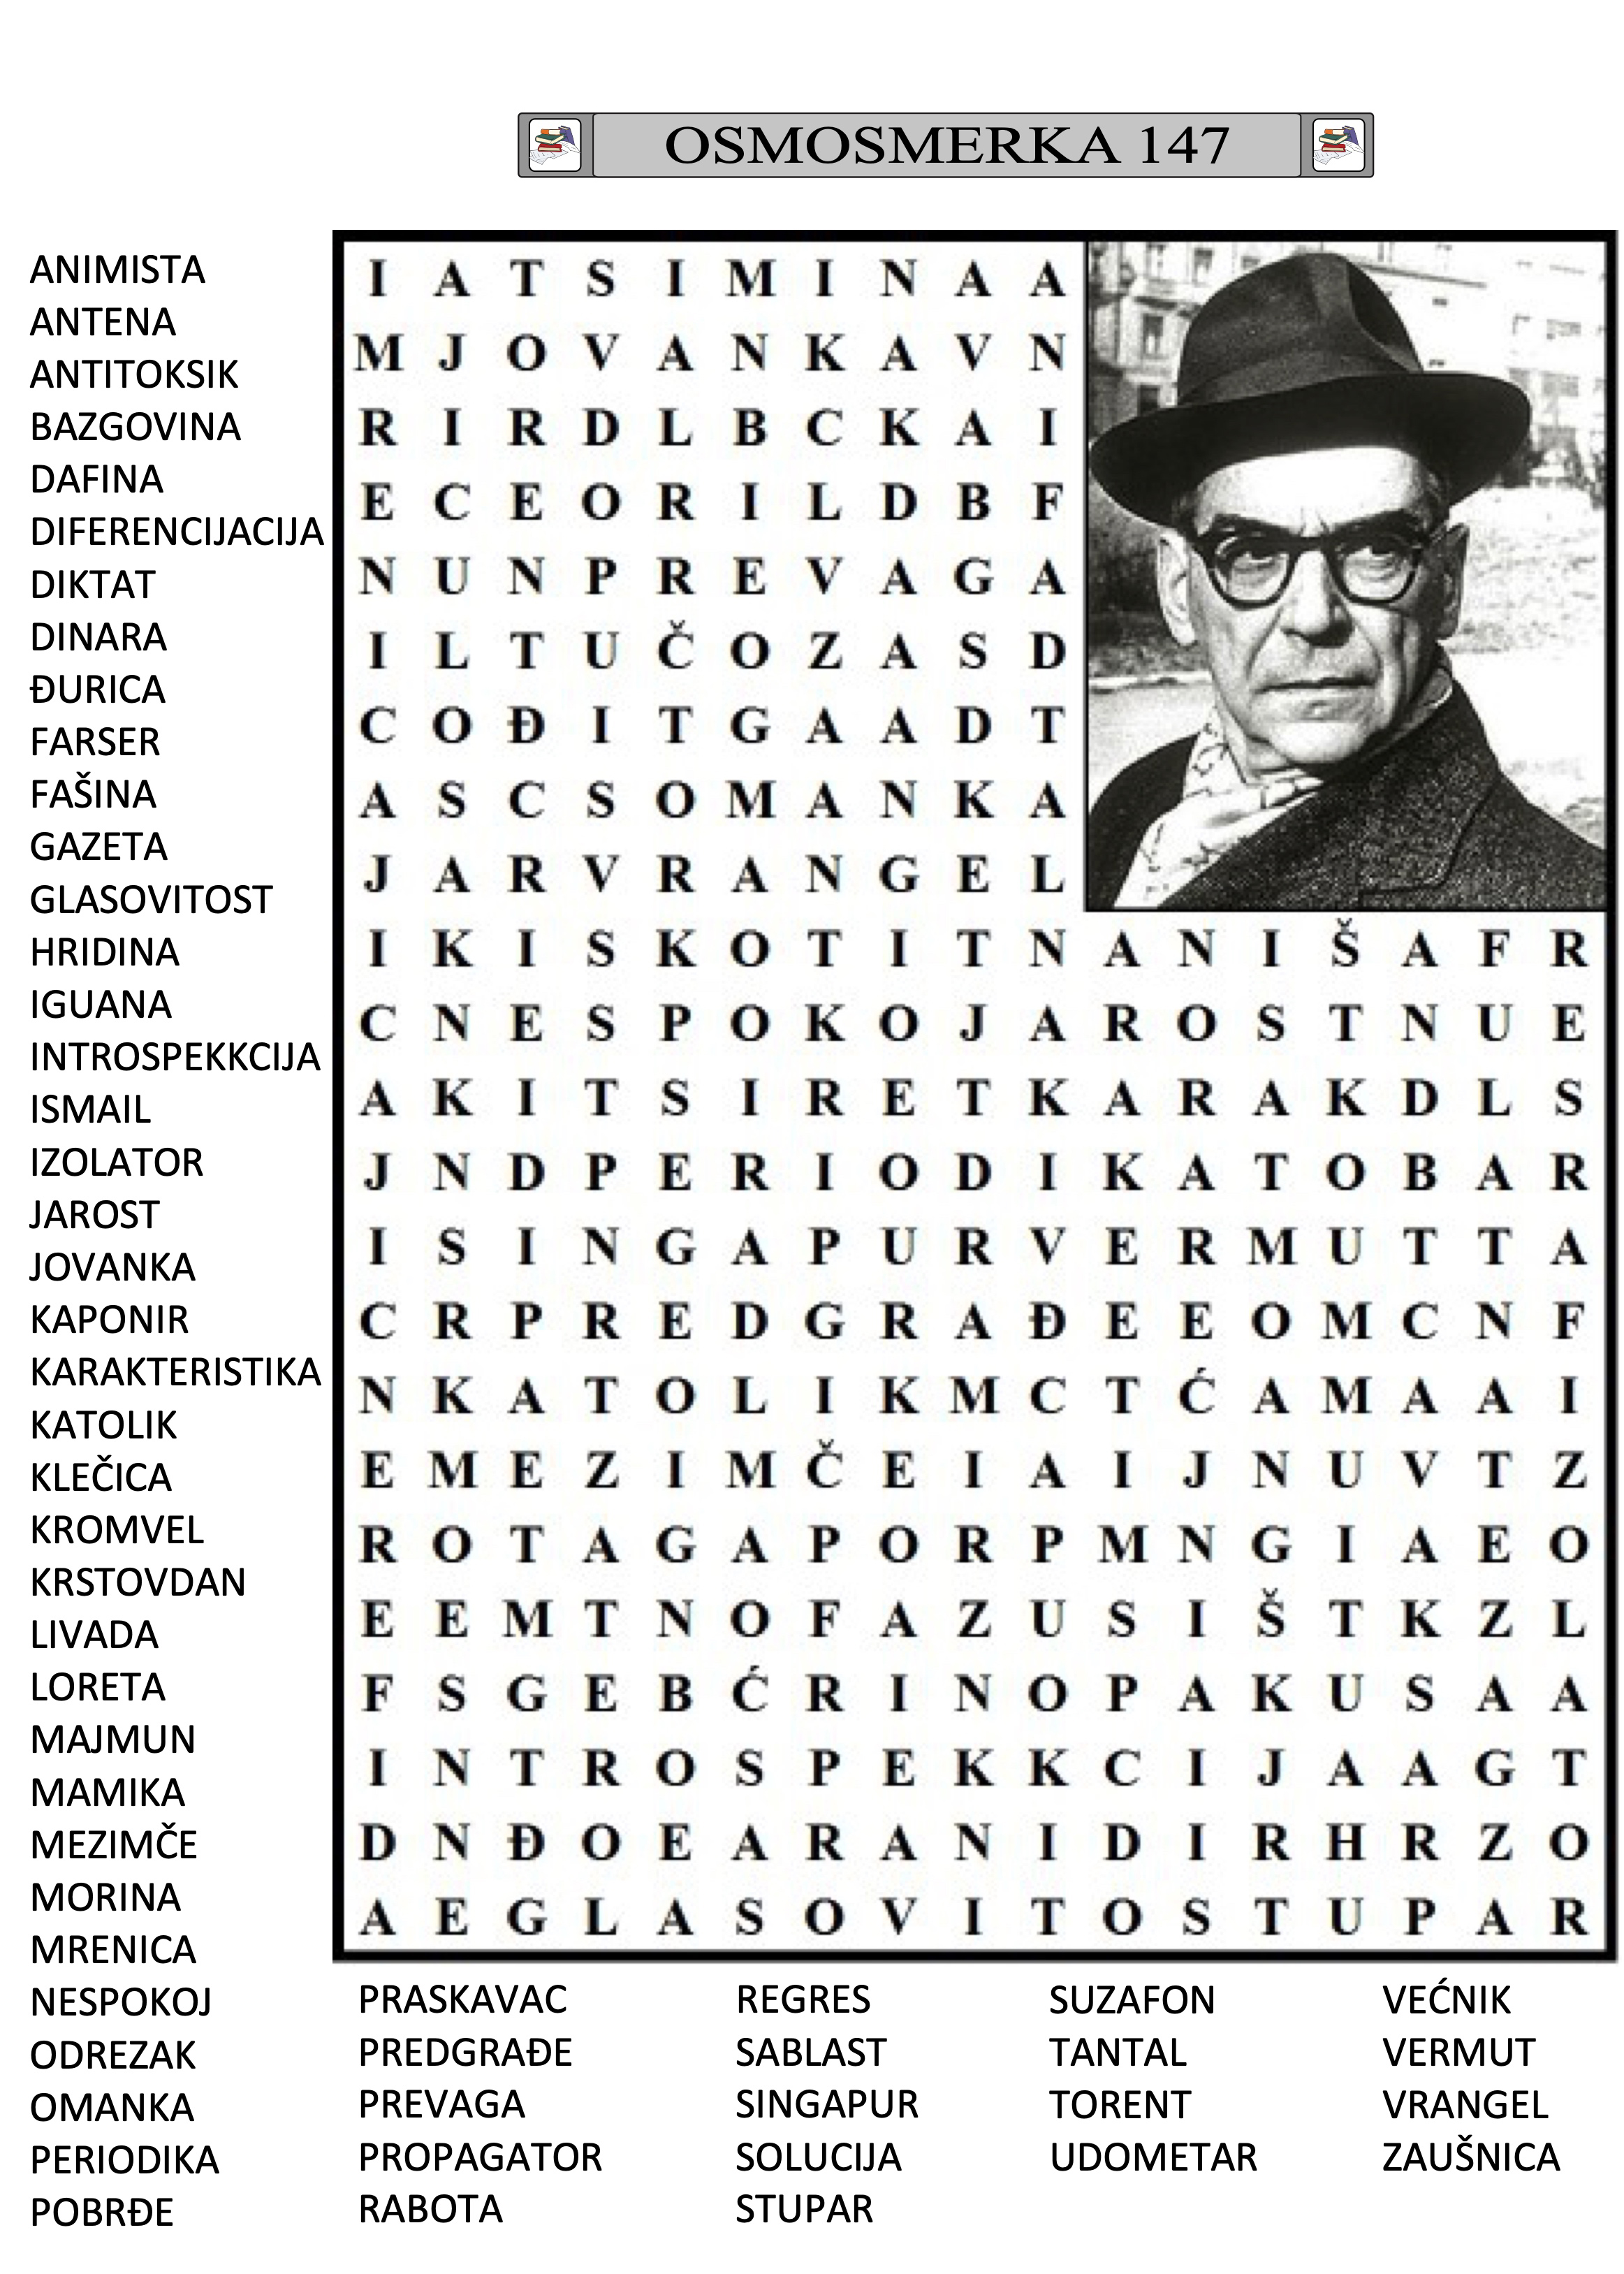 OSMOSMERKA 147
ANIMISTA
ANTENA
ANTITOKSIK
BAZGOVINA
DAFINA
DIFERENCIJACIJA
DIKTAT
DINARA
ĐURICA
FARSER
FAŠINA
GAZETA
GLASOVITOST
HRIDINA
IGUANA
INTROSPEKKCIJA
ISMAIL
IZOLATOR
JAROST
JOVANKA
KAPONIR
KARAKTERISTIKA
KATOLIK
KLEČICA
KROMVEL
KRSTOVDAN
LIVADA
LORETA
MAJMUN
MAMIKA
MEZIMČE
MORINA
MRENICA
NESPOKOJ
ODREZAK
OMANKA
PERIODIKA
POBRĐE
I A T S I M I N A A
M J O V A N K A V N
R I R D L B C K A I
E C E O R I L D B F
N U N P R E V A G A
I L T U Č O Z A S D
C O Đ I T G A A D T
A S C S O M A N K A
J A R V R A N G E L
I K I S K O T I T N A N I Š A F R
C N E S P O K O J A R O S T N U E
A K I T S I R E T K A R A K D L S
J N D P E R I O D I K A T O B A R
I S I N G A P U R V E R M U T T A
C R P R E D G R A Đ E E O M C N F
N K A T O L I K M C T Ć A M A A I
E M E Z I M Č E I A I J N U V T Z
R O T A G A P O R P M N G I A E O
E E M T N O F A Z U S I Š T K Z L
F S G E B Ć R I N O P A K U S A A
I N T R O S P E K K C I J A A G T
D N Đ O E A R A N I D I R H R Z O
A E G L A S O V I T O S T U P A R
PRASKAVAC
PREDGRAĐE
PREVAGA
PROPAGATOR
RABOTA
REGRES
SABLAST
SINGAPUR
SOLUCIJA
STUPAR
SUZAFON
TANTAL
TORENT
UDOMETAR
VEĆNIK
VERMUT
VRANGEL
ZAUŠNICA